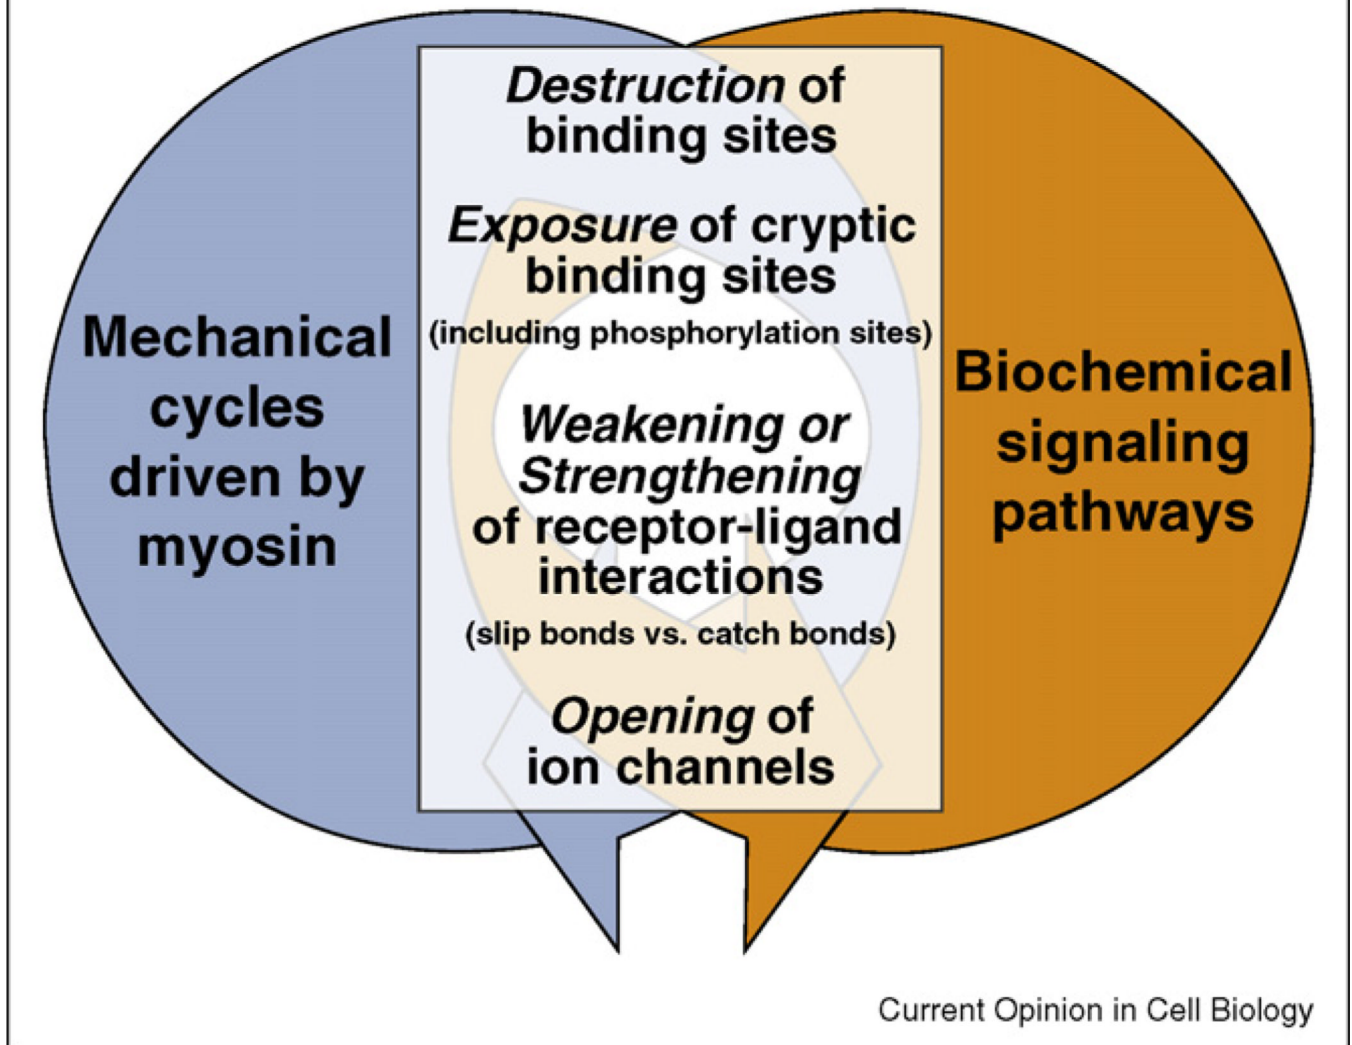 Destruction of
binding sites
Exposure of cryptic
binding sites
(including phosphorylation sites)
Mechanical
cycles
driven by
myosin
Weakening or
Strengthening
of receptor-ligand
interactions
(slip bonds vs. catch bonds)
Opening of
ion channels
Biochemical
signaling
pathways
Current Opinion in Cell Biology